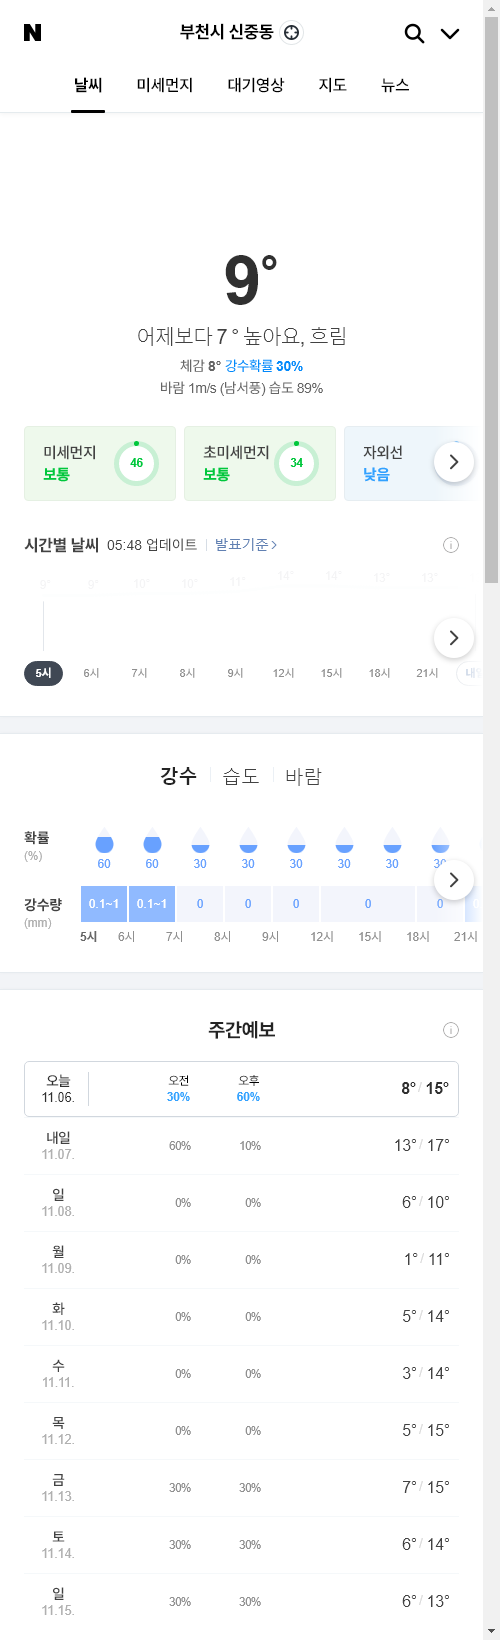 N 부천시 신중동
날씨 미세먼지 대기영상 지도 뉴스
9°
어제보다 7 ° 높아요, 흐림
체감 8° 강수확률 30%
바람 1m/s (남서풍) 습도 89%
미세먼지 보통 46
초미세먼지 보통 34
자외선 낮음
시간별 날씨 05:48 업데이트 발표기준 >
9° 9° 10° 10° 11° 14° 14° 13° 13°
5시 6시 7시 8시 9시 12시 15시 18시 21시 내일
강수 습도 바람
확률 (%) 60 60 30 30 30 30 30 30
강수량 (mm) 0.1~1 0.1~1 0 0 0 0 0
5시 6시 7시 8시 9시 12시 15시 18시 21시
주간예보
오늘 11.06. 오전 30% 오후 60% 8° / 15°
내일 11.07. 60% 10% 13° / 17°
일 11.08. 0% 0% 6° / 10°
월 11.09. 0% 0% 1° / 11°
화 11.10. 0% 0% 5° / 14°
수 11.11. 0% 0% 3° / 14°
목 11.12. 0% 0% 5° / 15°
금 11.13. 30% 30% 7° / 15°
토 11.14. 30% 30% 6° / 14°
일 11.15. 30% 30% 6° / 13°